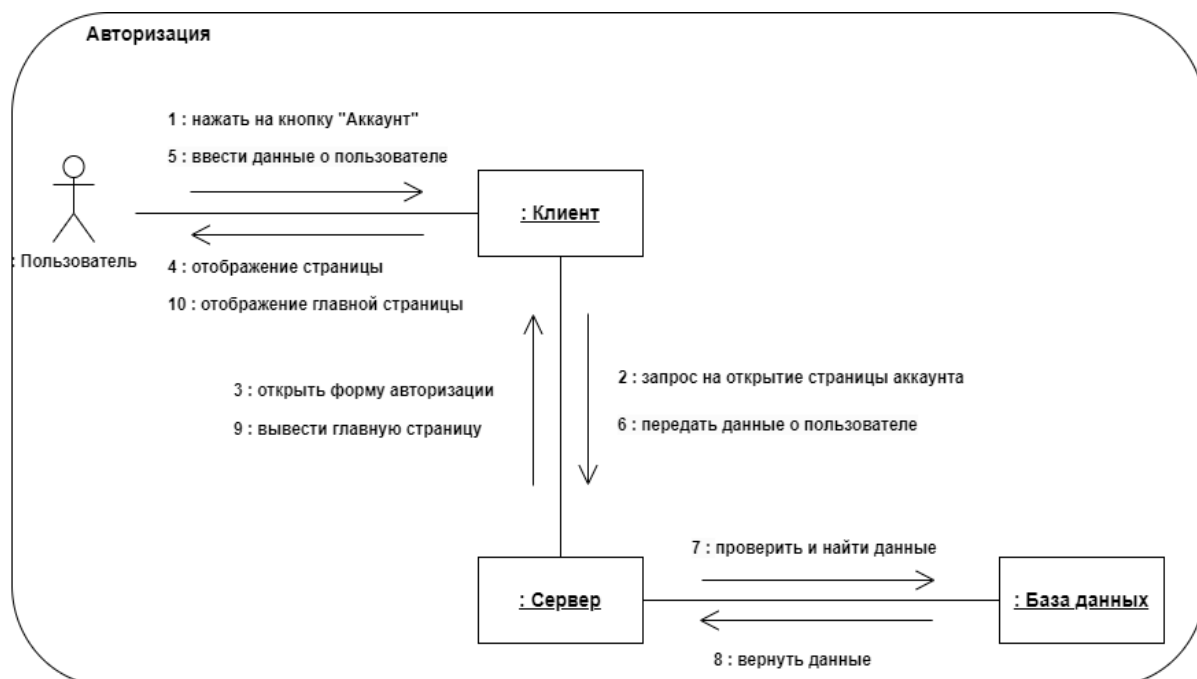 Авторизация
1 : нажать на кнопку "Аккаунт"
5 : ввести данные о пользователе
: Клиент
: Пользователь
4 : отображение страницы
10 : отображение главной страницы
2 : запрос на открытие страницы аккаунта
3 : открыть форму авторизации
6 : передать данные о пользователе
9 : вывести главную страницу
7 : проверить и найти данные
: Сервер
: База данных
8 : вернуть данные